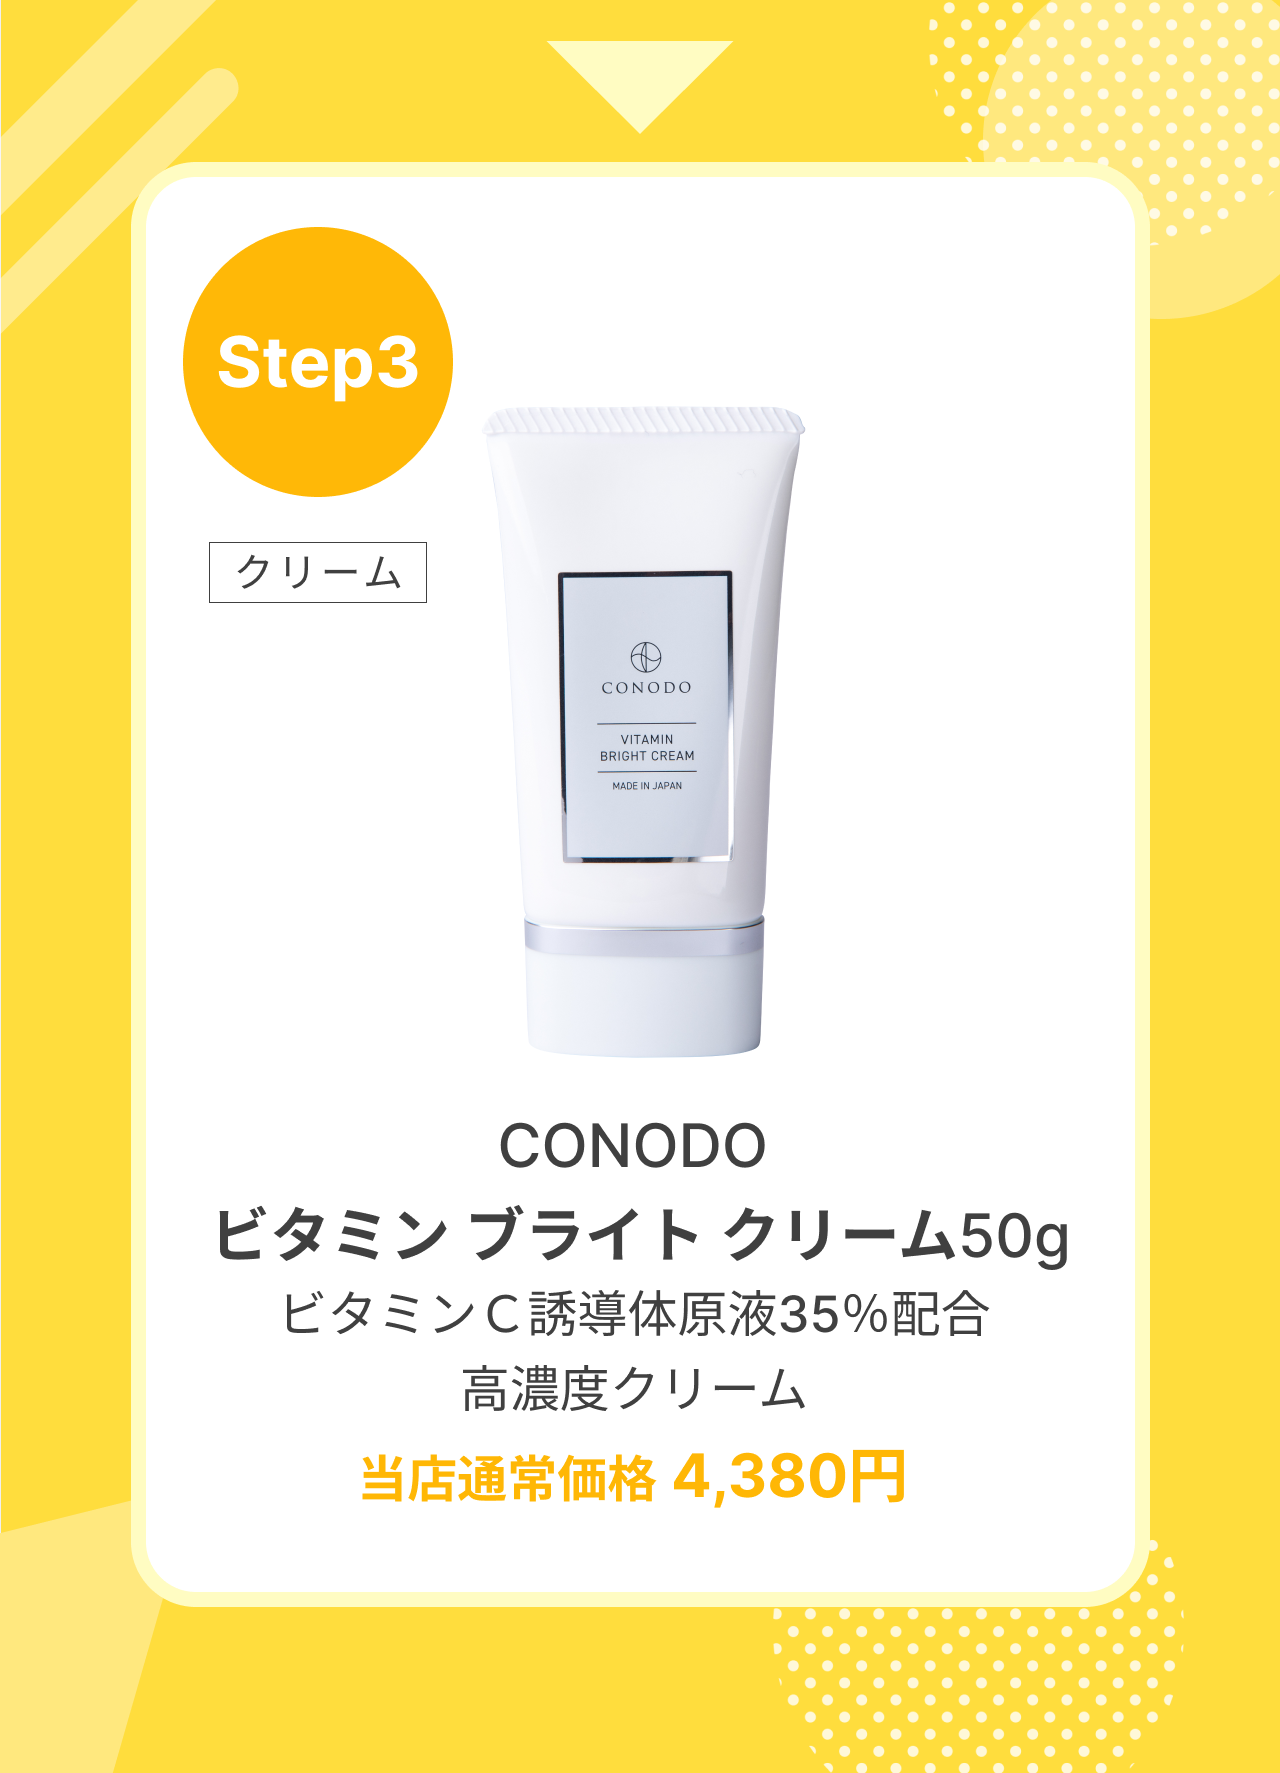 Step3
クリーム
CONODO
VITAMIN
BRIGHT CREAM
MADE IN JAPAN
CONODO
ビタミン ブライト クリーム50g
ビタミンC誘導体原液35%配合
高濃度クリーム
当店通常価格 4,380円